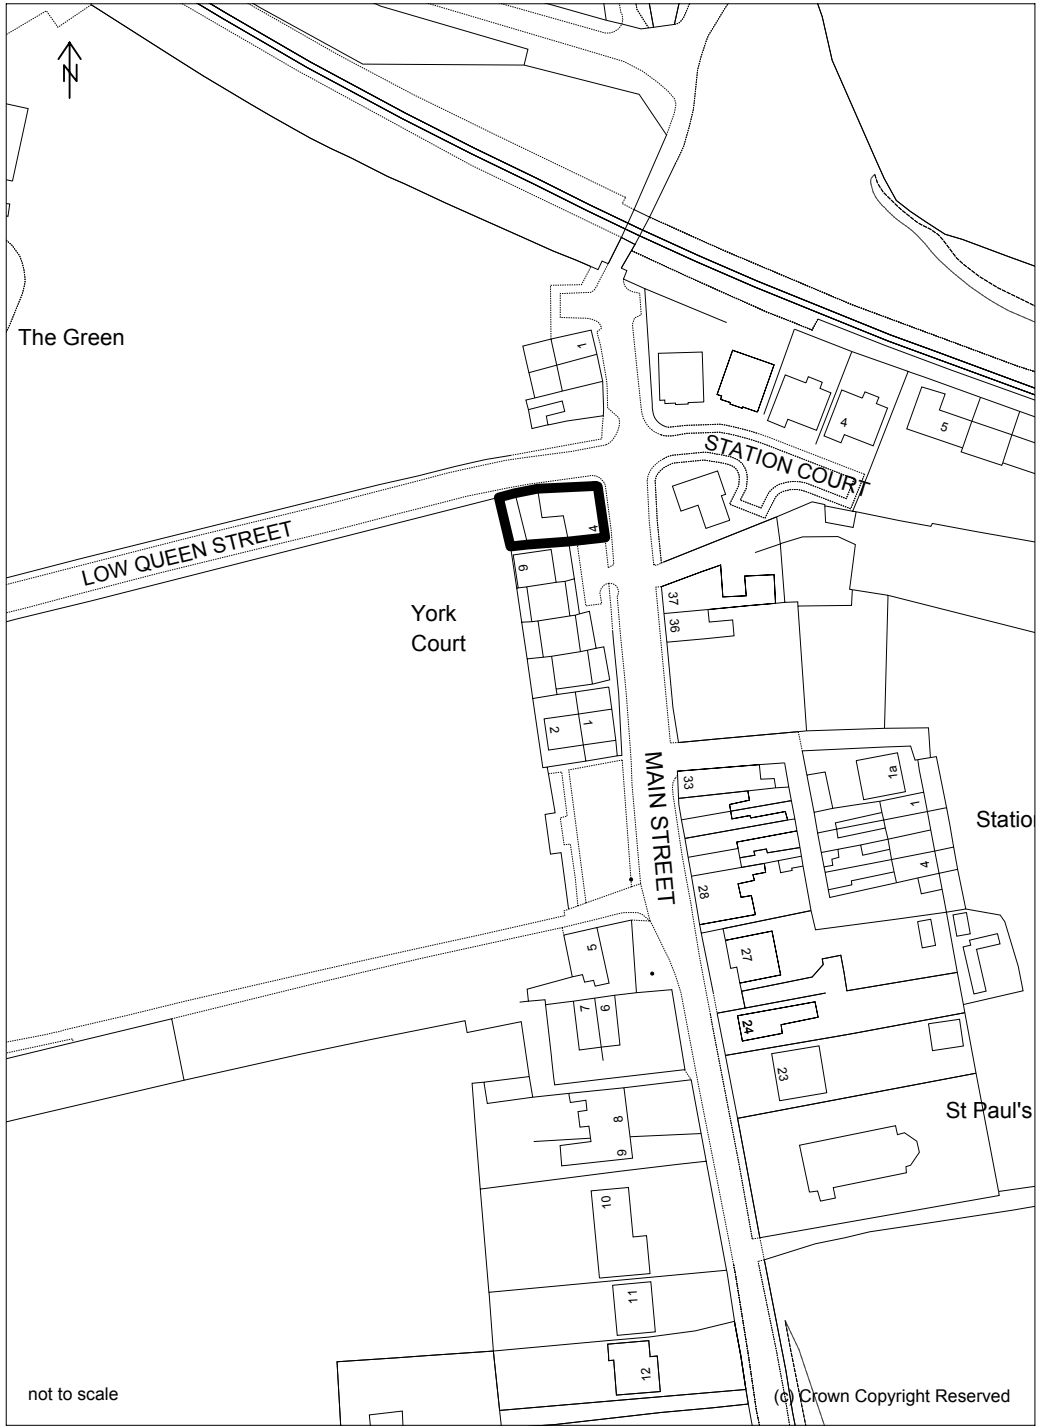 N
The Green
1
4
5
STATION COURT
LOW QUEEN STREET
4
6
York
Court
37
36
1
2
MAIN STREET
33
1a
1
Statio
4
28
5
27
7
6
24
23
St Paul's
8
9
10
11
12
not to scale
(c) Crown Copyright Reserved